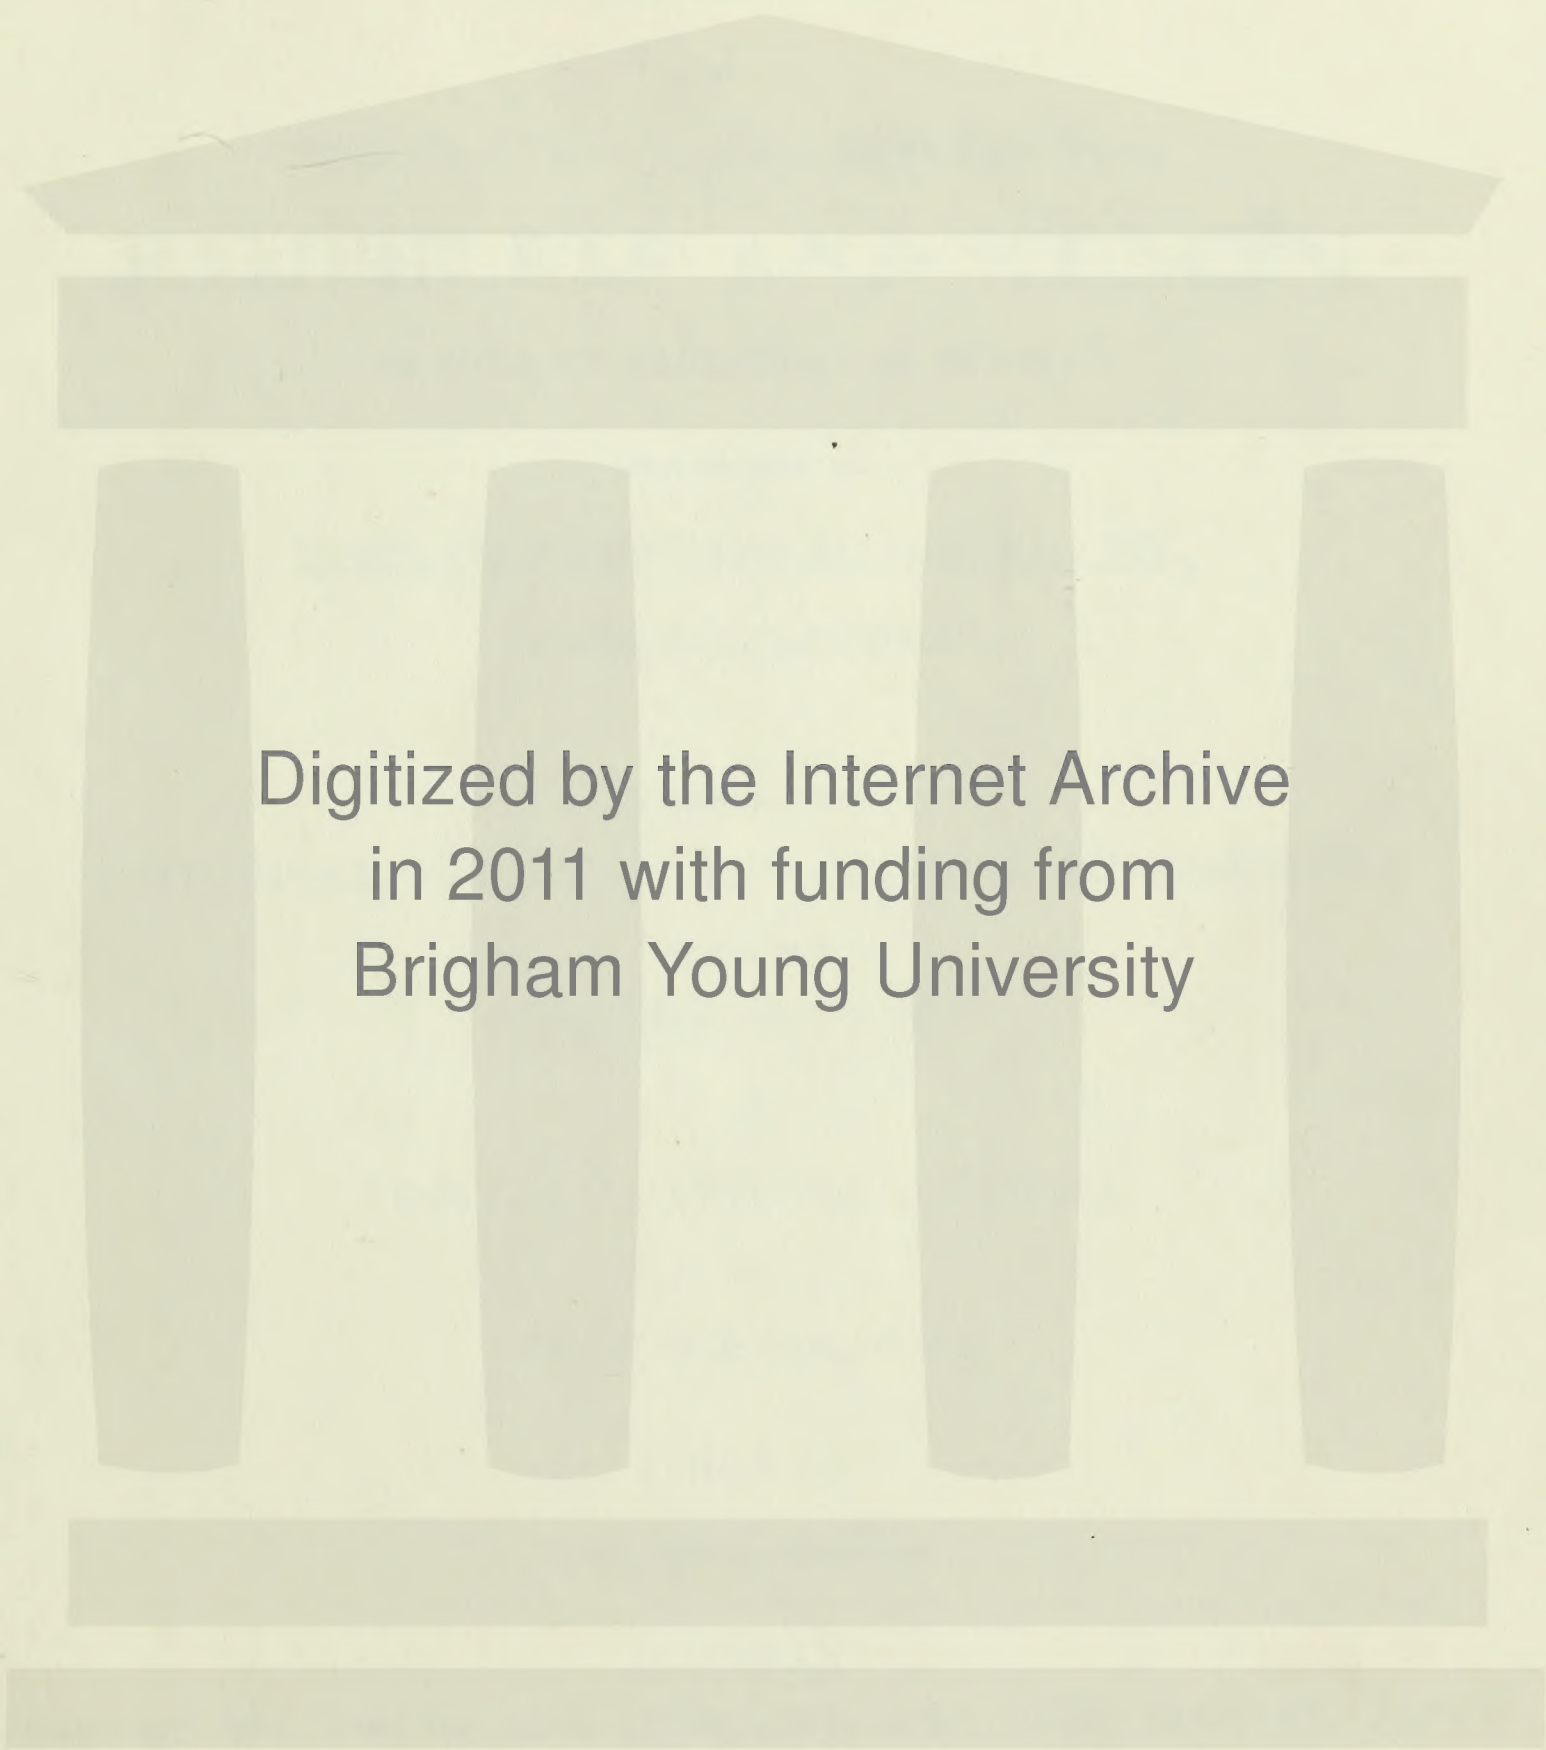 Digitized by the Internet Archive
in 2011 with funding from
Brigham Young University